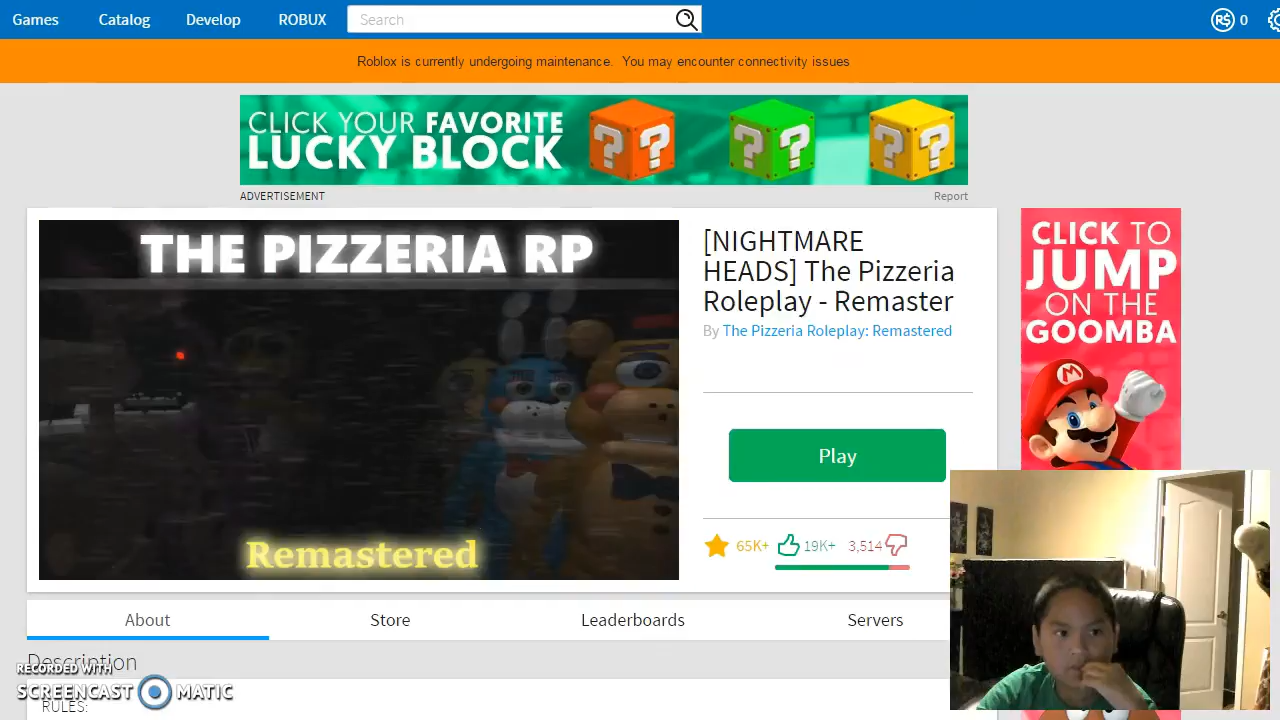 Games Catalog Develop ROBUX Search R$ 0
Roblox is currently undergoing maintenance. You may encounter connectivity issues
CLICK YOUR FAVORITE
LUCKY BLOCK
? ? ? ? ? ?
ADVERTISEMENT Report
THE PIZZERIA RP
Remastered
[NIGHTMARE
HEADS] The Pizzeria
Roleplay - Remaster
By The Pizzeria Roleplay: Remastered
Play
65K+ 19K+ 3,514
CLICK TO
JUMP
ON THE
GOOMBA
M
About Store Leaderboards Servers
Description
RECORDED WITH
SCREENCAST MATIC
RULES: